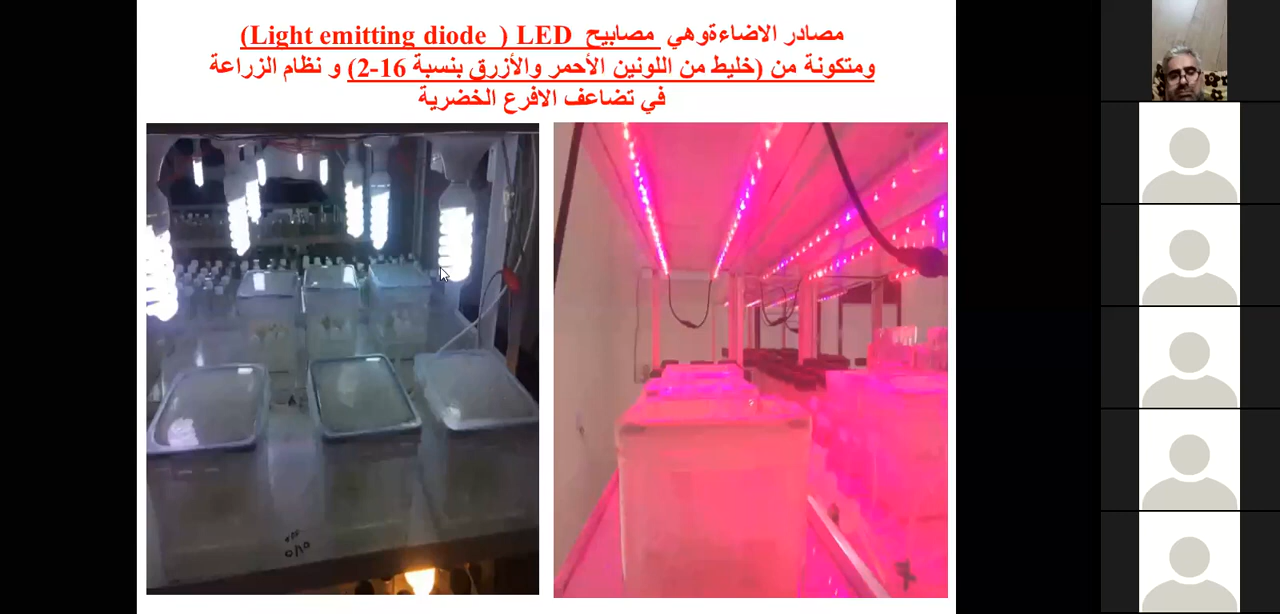 مصادر الاضاءةوهي مصابيح LED ( Light emitting diode)
ومتكونة من (خليط من اللونين الأحمر والأزرق بنسبة 16-2) و نظام الزراعة
في تضاعف الافرع الخضرية